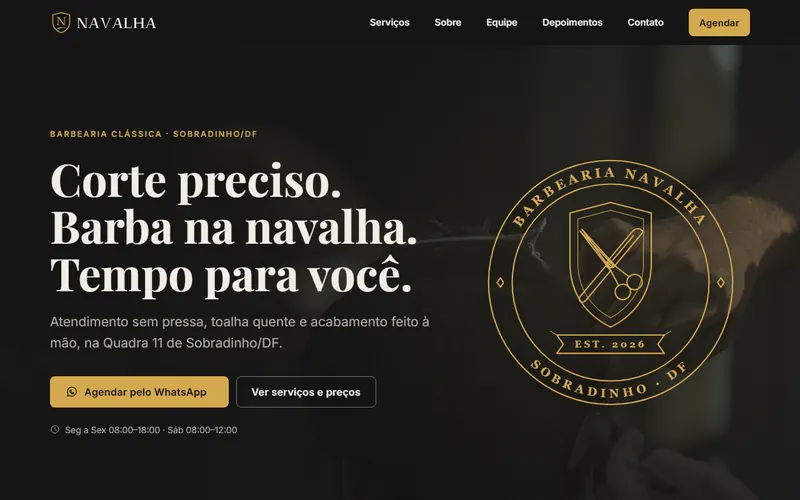 N NAVALHA
Serviços Sobre Equipe Depoimentos Contato Agendar
BARBEARIA CLÁSSICA · SOBRADINHO/DF
Corte preciso.
Barba na navalha.
Tempo para você.
Atendimento sem pressa, toalha quente e acabamento feito à
mão, na Quadra 11 de Sobradinho/DF.
Agendar pelo WhatsApp Ver serviços e preços
Seg a Sex 08:00–18:00 · Sáb 08:00–12:00
BARBEARIA NAVALHA
EST. 2026
SOBRADINHO · DF